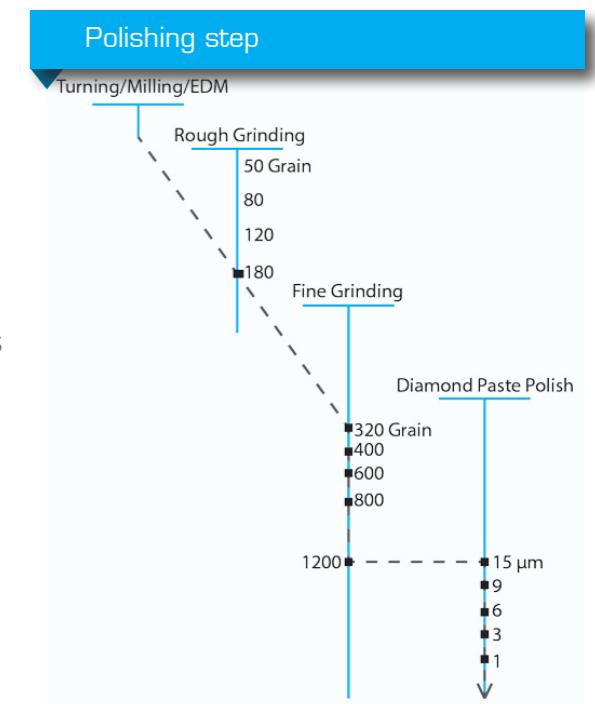 Polishing step
Turning/Milling/EDM
Rough Grinding
50 Grain
80
120
180
Fine Grinding
Diamond Paste Polish
320 Grain
400
600
800
1200
15 µm
9
6
3
1
s